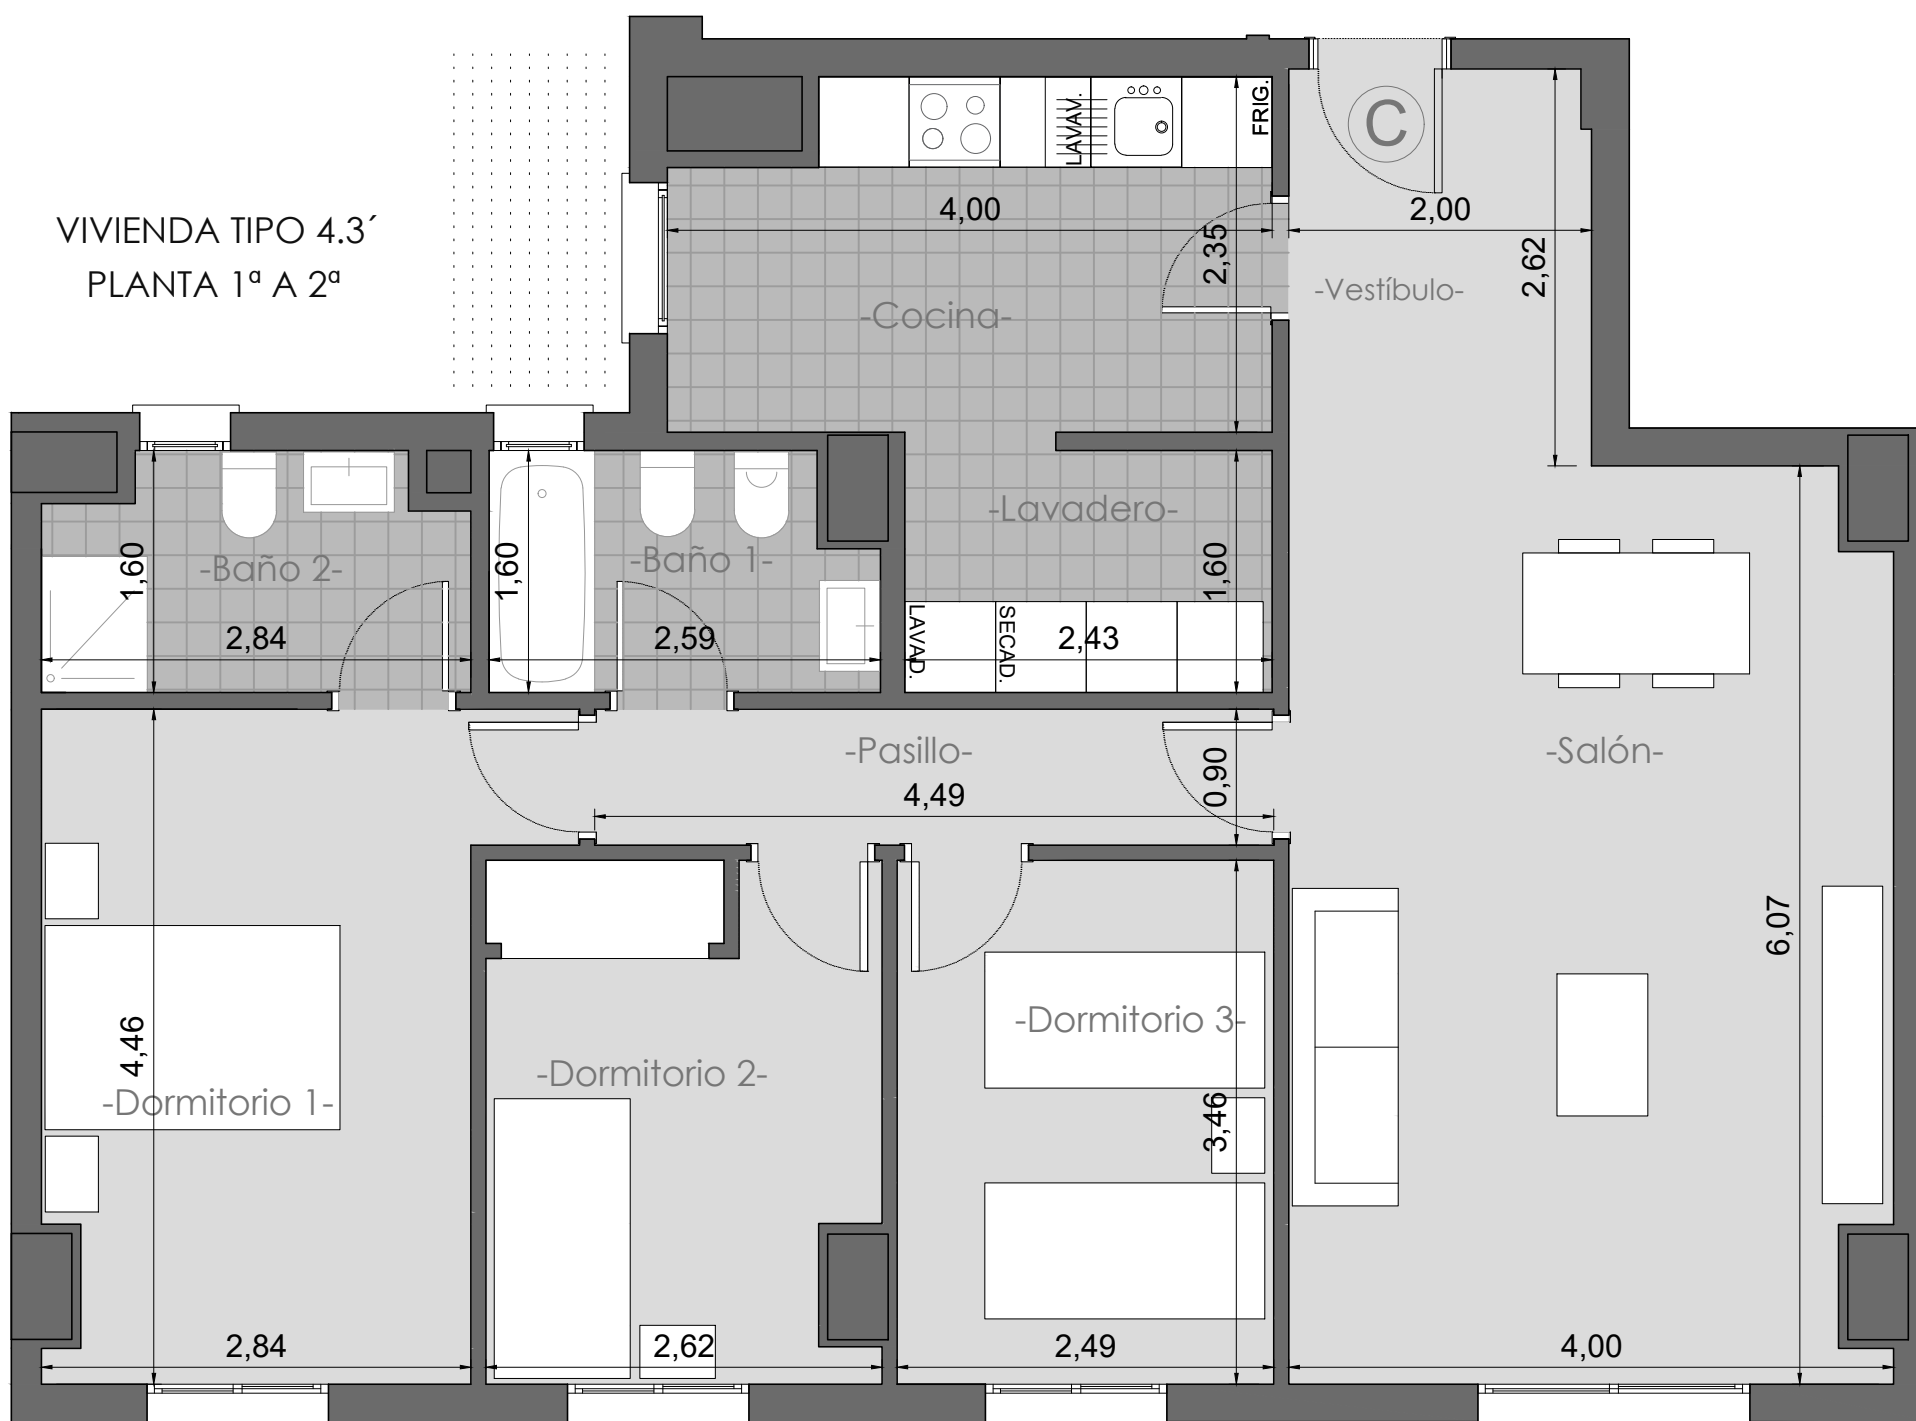 VIVIENDA TIPO 4.3´
PLANTA 1ª A 2ª
LAVAV.
FRIG.
C
4,00
2,35
2,00
2,62
-Vestíbulo-
-Cocina-
-Lavadero-
-Baño 2-
1,60
2,84
-Baño 1-
1,60
2,59
LAVAD.
SECAD.
2,43
1,60
-Pasillo-
4,49
0,90
-Salón-
6,07
4,00
-Dormitorio 1-
4,46
2,84
-Dormitorio 2-
2,62
-Dormitorio 3-
3,46
2,49